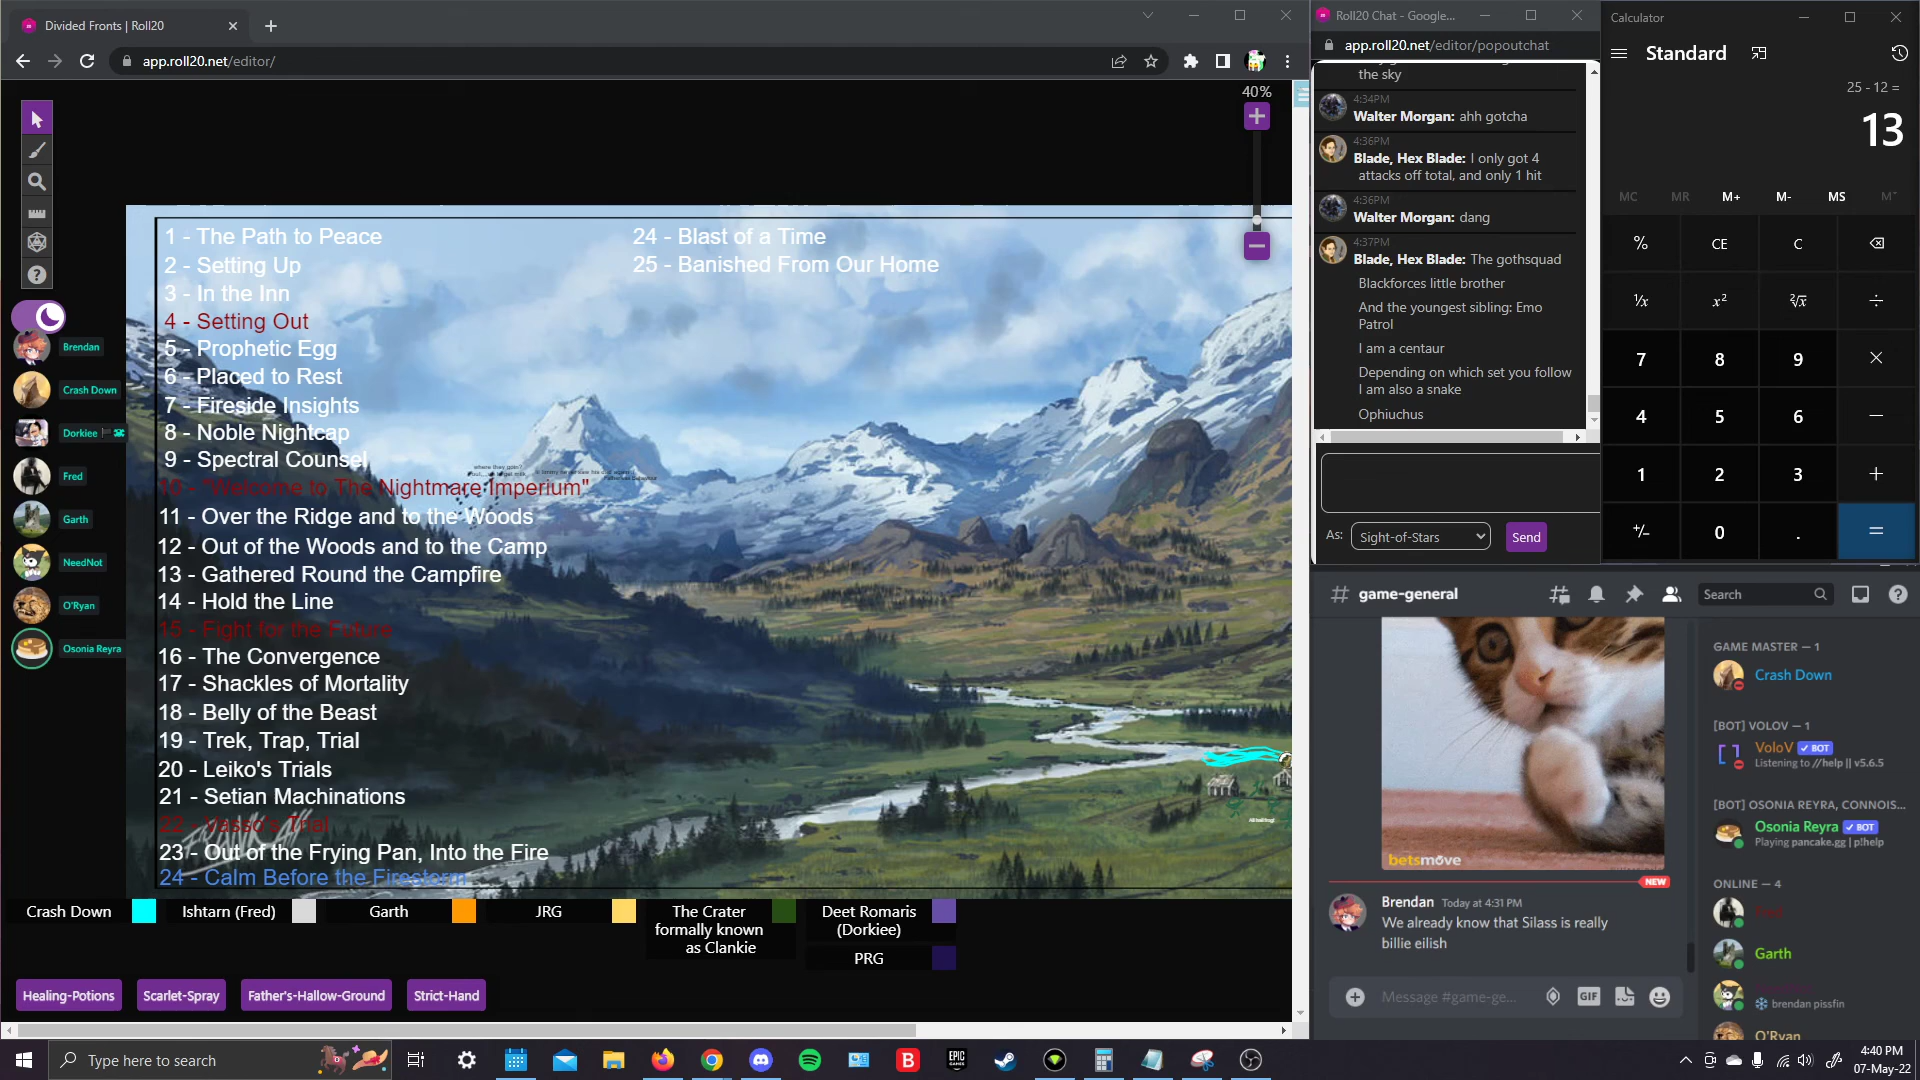 Divided Fronts | Roll20
app.roll20.net/editor/
40%
1 - The Path to Peace
2 - Setting Up
3 - In the Inn
4 - Setting Out
5 - Prophetic Egg
6 - Placed to Rest
7 - Fireside Insights
8 - Noble Nightcap
9 - Spectral Counsel
10 - "Welcome to The Nightmare Imperium"
11 - Over the Ridge and to the Woods
12 - Out of the Woods and to the Camp
13 - Gathered Round the Campfire
14 - Hold the Line
15 - Fight for the Future
16 - The Convergence
17 - Shackles of Mortality
18 - Belly of the Beast
19 - Trek, Trap, Trial
20 - Leiko's Trials
21 - Setian Machinations
22 - Vasso's Trial
23 - Out of the Frying Pan, Into the Fire
24 - Calm Before the Firestorm
24 - Blast of a Time
25 - Banished From Our Home
where they goin?
Brendan
Crash Down
Dorkiee
Fred
Garth
NeedNot
O'Ryan
Osonia Reyra
Crash Down
Ishtarn (Fred)
Garth
JRG
The Crater
formally known
as Clankie
Deet Romaris
(Dorkiee)
PRG
Healing-Potions
Scarlet-Spray
Father's-Hallow-Ground
Strict-Hand
Roll20 Chat - Google...
app.roll20.net/editor/popoutchat
the sky
4:34PM
Walter Morgan: ahh gotcha
4:36PM
Blade, Hex Blade: I only got 4
attacks off total, and only 1 hit
4:36PM
Walter Morgan: dang
4:37PM
Blade, Hex Blade: The gothsquad
Blackforces little brother
And the youngest sibling: Emo
Patrol
I am a centaur
Depending on which set you follow
I am also a snake
Ophiuchus
As:
Sight-of-Stars
Send
Calculator
Standard
25 - 12 =
13
MC MR M+ M- MS M˅
% CE C
¹/x x² ²√x ÷
7 8 9 ×
4 5 6 −
1 2 3 +
+/- 0 . =
# game-general
Search
betsmove
NEW
Brendan Today at 4:31 PM
We already know that Silass is really
billie eilish
Message #game-ge...
GIF
GAME MASTER — 1
Crash Down
[BOT] VOLOV — 1
VoloV BOT
Listening to //help || v5.6.5
[BOT] OSONIA REYRA, CONNOIS...
Osonia Reyra BOT
Playing pancake.gg | p!help
ONLINE — 4
Fred
Garth
brendan pissfin
O'Ryan
Type here to search
EPIC
GAMES
4:40 PM
07-May-22